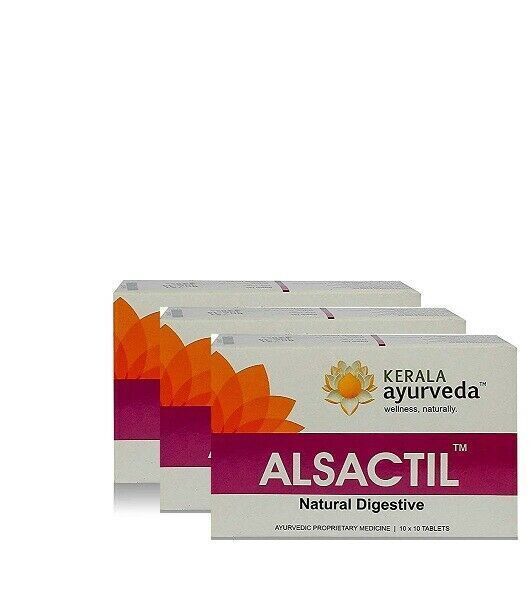 KERALA
ayurveda™
wellness, naturally.
ALSACTIL™
Natural Digestive
AYURVEDIC PROPRIETARY MEDICINE | 10 x 10 TABLETS